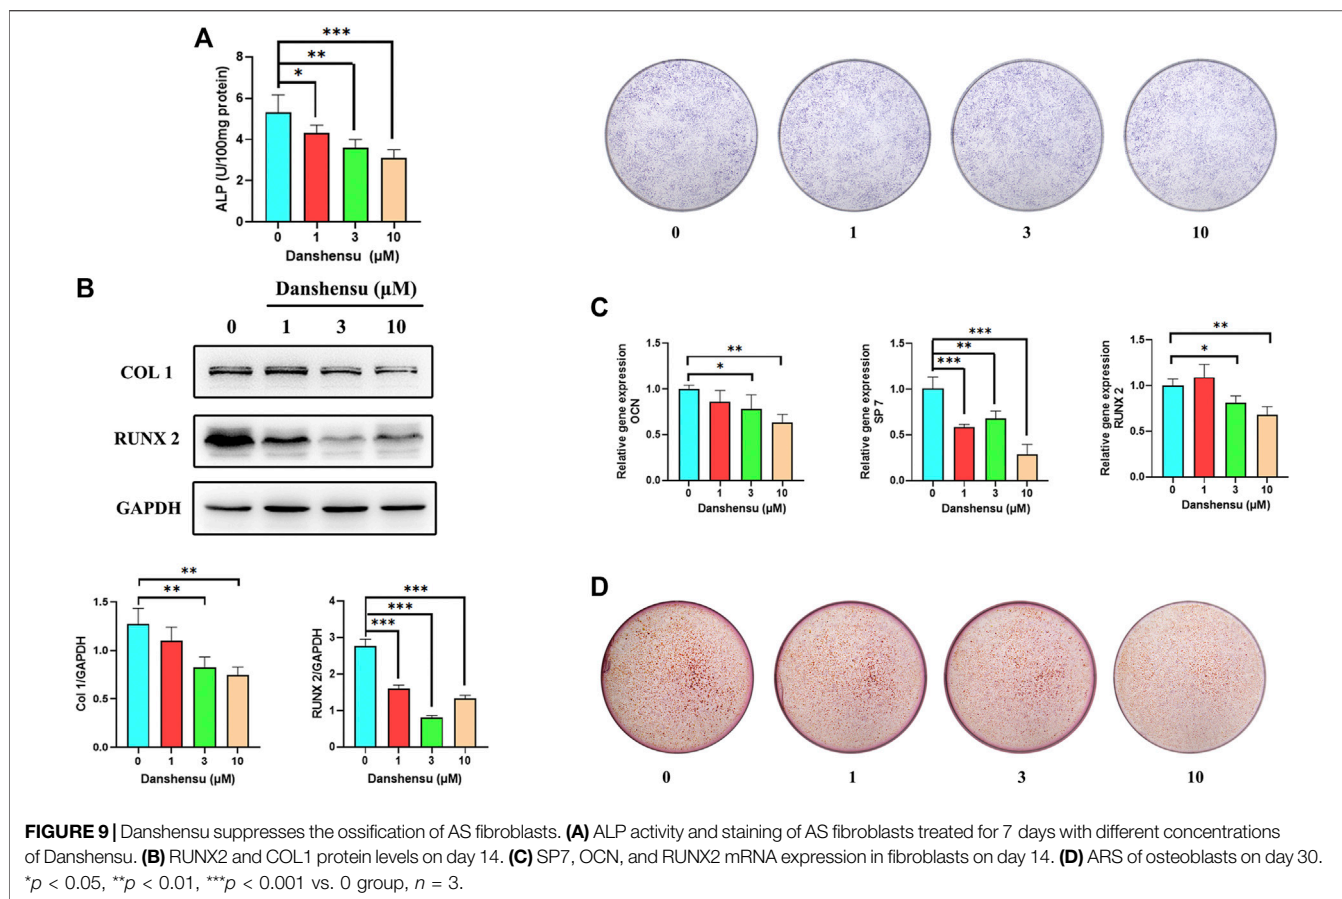 A
***
**
*
ALP (U/100mg protein)
8
6
4
2
0
0 1 3 10
Danshensu (μM)
0 1 3 10
B
Danshensu (μM)
0 1 3 10
COL 1
RUNX 2
GAPDH
**
**
Col 1/GAPDH
1.5
1.0
0.5
0.0
0 1 3 10
Danshensu (μM)
***
***
***
RUNX 2/GAPDH
4
3
2
1
0
0 1 3 10
Danshensu (μM)
C
**
*
Relative gene expression
OCN
1.5
1.0
0.5
0.0
0 1 3 10
Danshensu (μM)
***
**
***
Relative gene expression
SP 7
1.5
1.0
0.5
0.0
0 1 3 10
Danshensu (μM)
**
*
Relative gene expression
RUNX 2
1.5
1.0
0.5
0.0
0 1 3 10
Danshensu (μM)
D
0 1 3 10
FIGURE 9 | Danshensu suppresses the ossification of AS fibroblasts. (A) ALP activity and staining of AS fibroblasts treated for 7 days with different concentrations
of Danshensu. (B) RUNX2 and COL1 protein levels on day 14. (C) SP7, OCN, and RUNX2 mRNA expression in fibroblasts on day 14. (D) ARS of osteoblasts on day 30.
*p < 0.05, **p < 0.01, ***p < 0.001 vs. 0 group, n = 3.